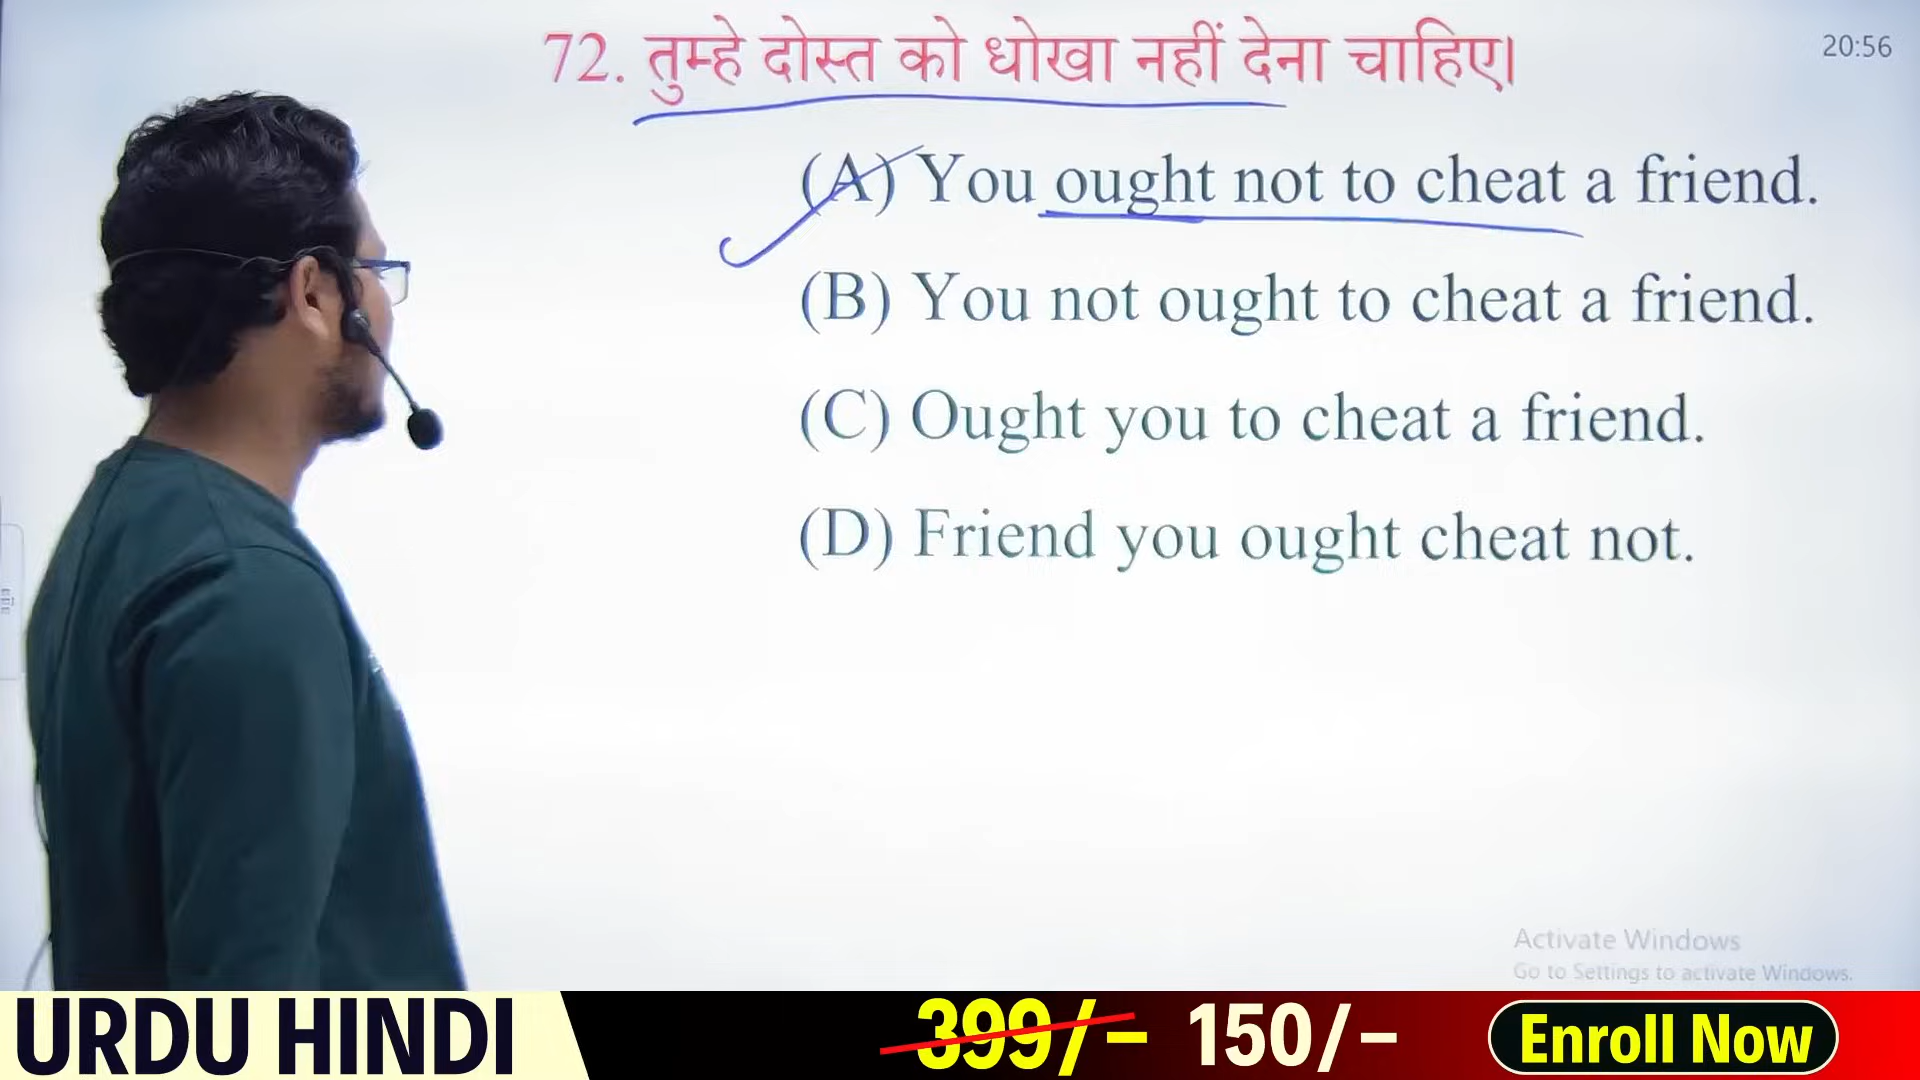 72. तुम्हे दोस्त को धोखा नहीं देना चाहिए।
20:56
(A) You ought not to cheat a friend.
(B) You not ought to cheat a friend.
(C) Ought you to cheat a friend.
(D) Friend you ought cheat not.
Activate Windows
Go to Settings to activate Windows.
URDU HINDI
399/- 150/-
Enroll Now